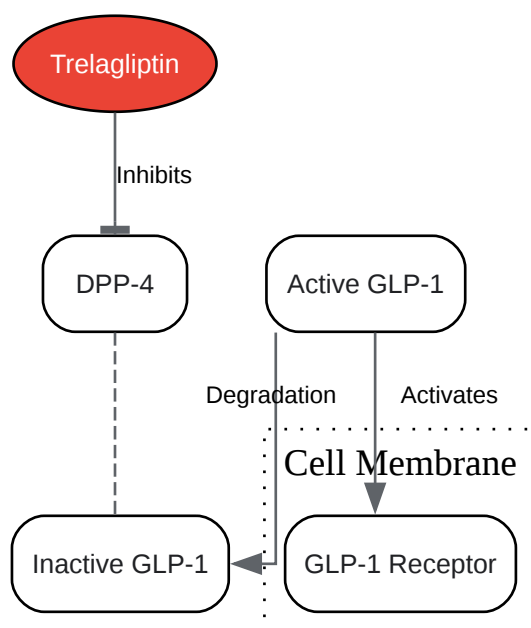 Trelagliptin
Inhibits
DPP-4
Active GLP-1
Degradation
Activates
Cell Membrane
Inactive GLP-1
GLP-1 Receptor